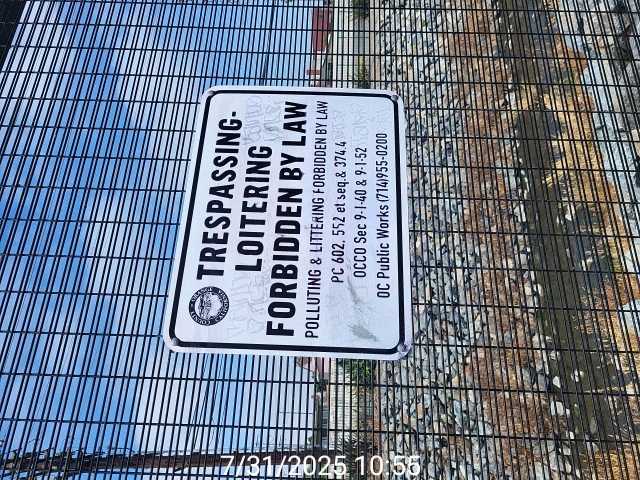 TRESPASSING-
LOITERING
FORBIDDEN BY LAW
POLLUTING & LITTERING FORBIDDEN BY LAW
PC 602, 552 et seq. & 374.4
OCCO Sec 9-1-40 & 9-1-52
OC Public Works (714)955-0200
7/31/2025 10:55